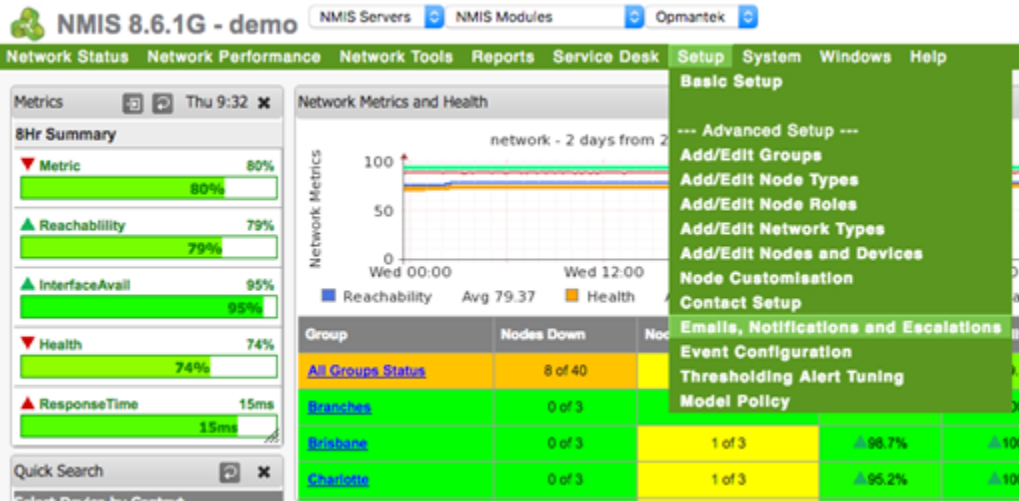 NMIS 8.6.1G - demo
NMIS Servers
NMIS Modules
Opmantek
Network Status Network Performance Network Tools Reports Service Desk Setup System Windows Help
Metrics
Thu 9:32
8Hr Summary
Metric 80%
80%
Reachablility 79%
79%
InterfaceAvail 95%
95%
Health 74%
74%
ResponseTime 15ms
15ms
Quick Search
Network Metrics and Health
network - 2 days from 2
Network Metrics
100
50
0
Wed 00:00 Wed 12:00
Reachability Avg 79.37 Health
Group Nodes Down
All Groups Status 8 of 40
Branches 0 of 3
Brisbane 0 of 3 1 of 3 98.7%
Charlotte 0 of 3 1 of 3 95.2%
Basic Setup
--- Advanced Setup ---
Add/Edit Groups
Add/Edit Node Types
Add/Edit Node Roles
Add/Edit Network Types
Add/Edit Nodes and Devices
Node Customisation
Contact Setup
Emails, Notifications and Escalations
Event Configuration
Thresholding Alert Tuning
Model Policy